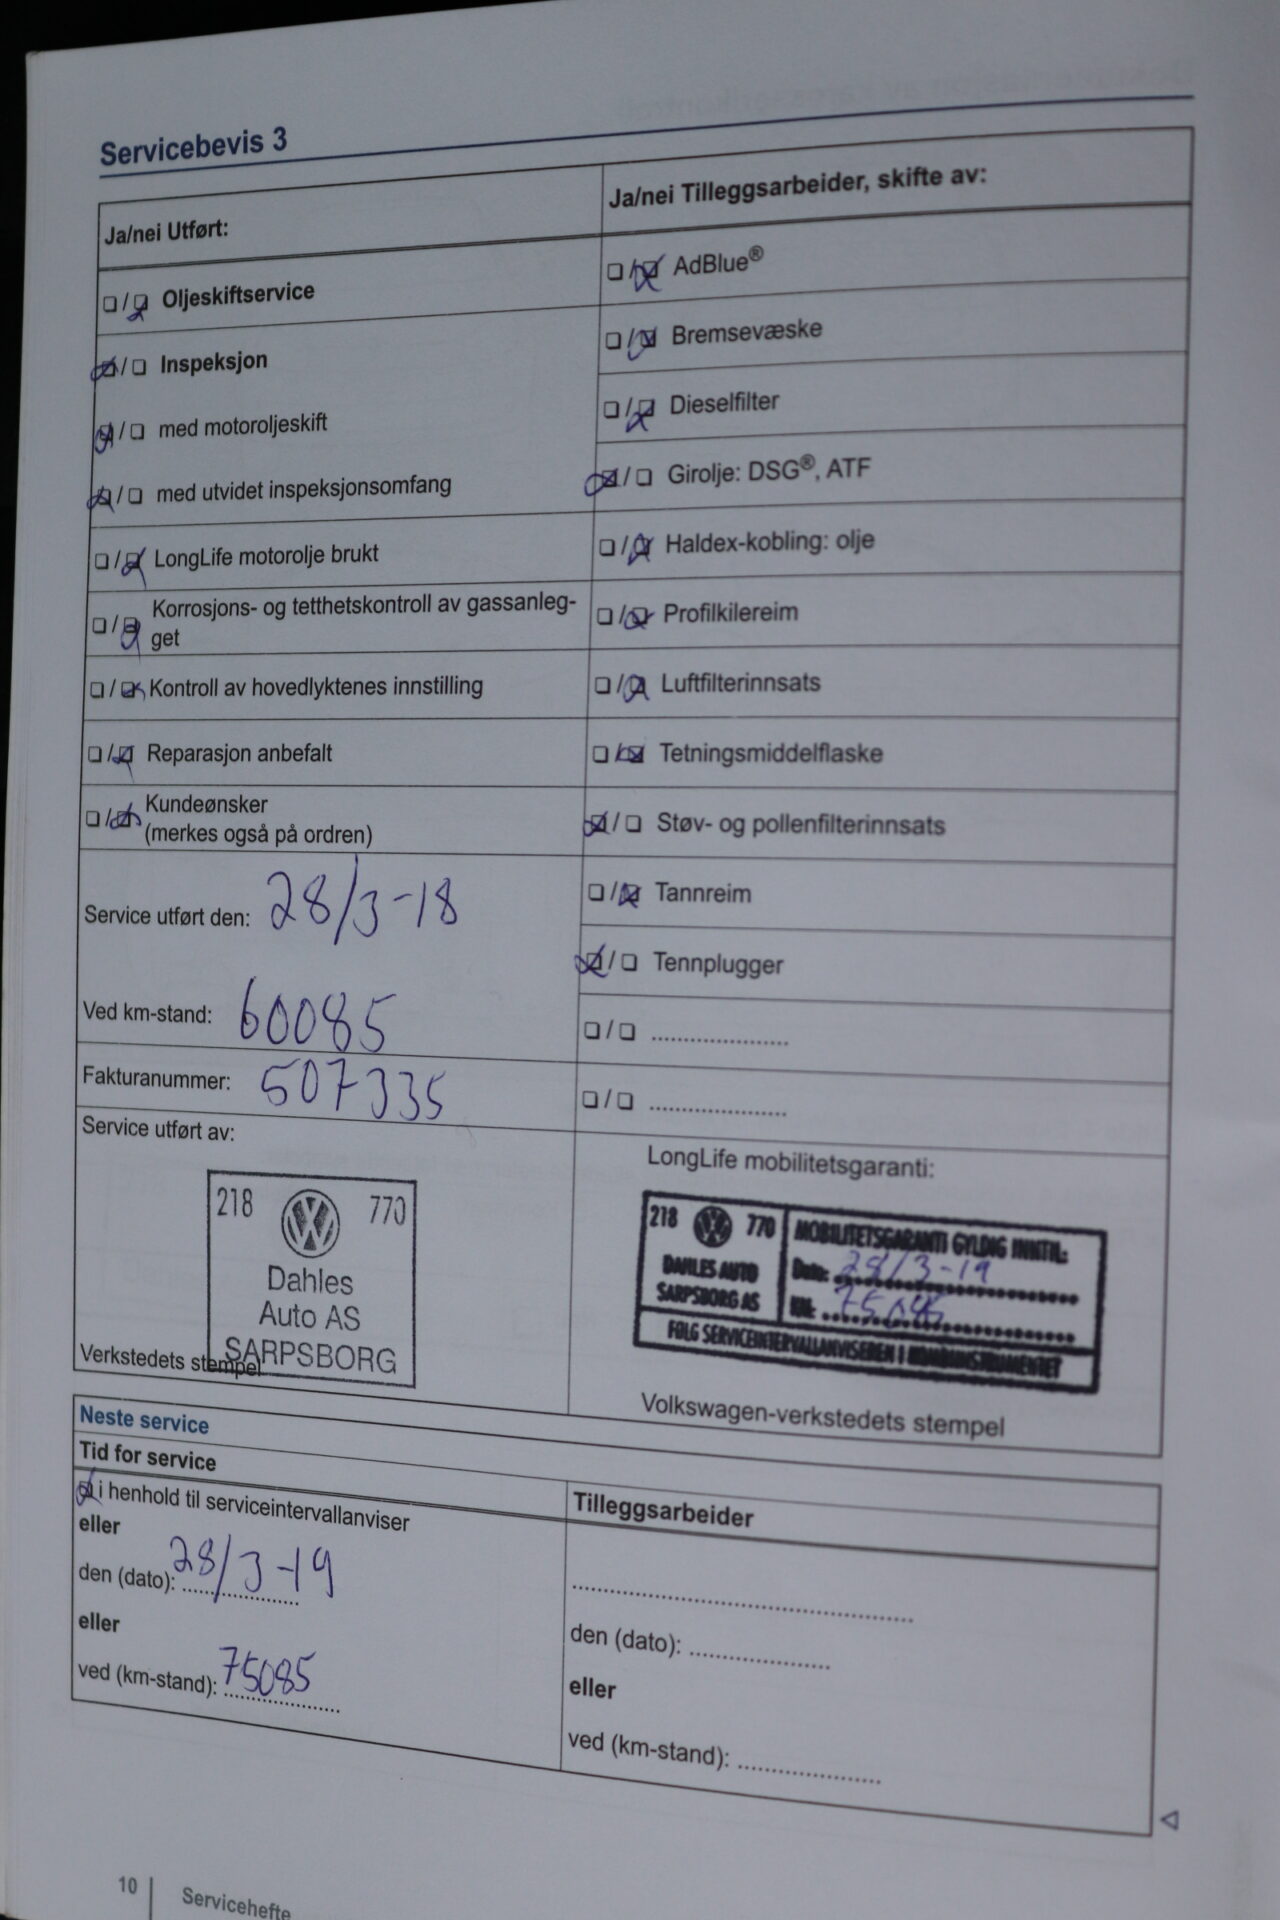 Servicebevis 3
Ja/nei Utført:
❑ / ❑ Oljeskiftservice
❑ / ❑ Inspeksjon
❑ / ❑ med motoroljeskift
❑ / ❑ med utvidet inspeksjonsomfang
❑ / ❑ LongLife motorolje brukt
❑ / ❑ Korrosjons- og tetthetskontroll av gassanleg-
get
❑ / ❑ Kontroll av hovedlyktenes innstilling
❑ / ❑ Reparasjon anbefalt
❑ / ❑ Kundeønsker
(merkes også på ordren)
Service utført den: 28/3-18
Ved km-stand: 60085
Fakturanummer: 507335
Service utført av:
218 770
Dahles
Auto AS
SARPSBORG
Verkstedets stempel
Ja/nei Tilleggsarbeider, skifte av:
❑ / ❑ AdBlue®
❑ / ❑ Bremsevæske
❑ / ❑ Dieselfilter
❑ / ❑ Girolje: DSG®, ATF
❑ / ❑ Haldex-kobling: olje
❑ / ❑ Profilkilereim
❑ / ❑ Luftfilterinnsats
❑ / ❑ Tetningsmiddelflaske
❑ / ❑ Støv- og pollenfilterinnsats
❑ / ❑ Tannreim
❑ / ❑ Tennplugger
❑ / ❑ ....................
❑ / ❑ ....................
LongLife mobilitetsgaranti:
218 770
DAHLES AUTO
SARPSBORG AS
MOBILITETSGARANTI GYLDIG INNTIL:
Dato: 28/3-19
KM: 75085
FØLG SERVICEINTERVALLANVISEREN I KOMBIINSTRUMENTET
Volkswagen-verkstedets stempel
Neste service
Tid for service
❑ i henhold til serviceintervallanviser
eller
den (dato): 28/3-19
eller
ved (km-stand): 75085
Tilleggsarbeider
..................................................
den (dato): ....................
eller
ved (km-stand): ....................
10 Servicehefte